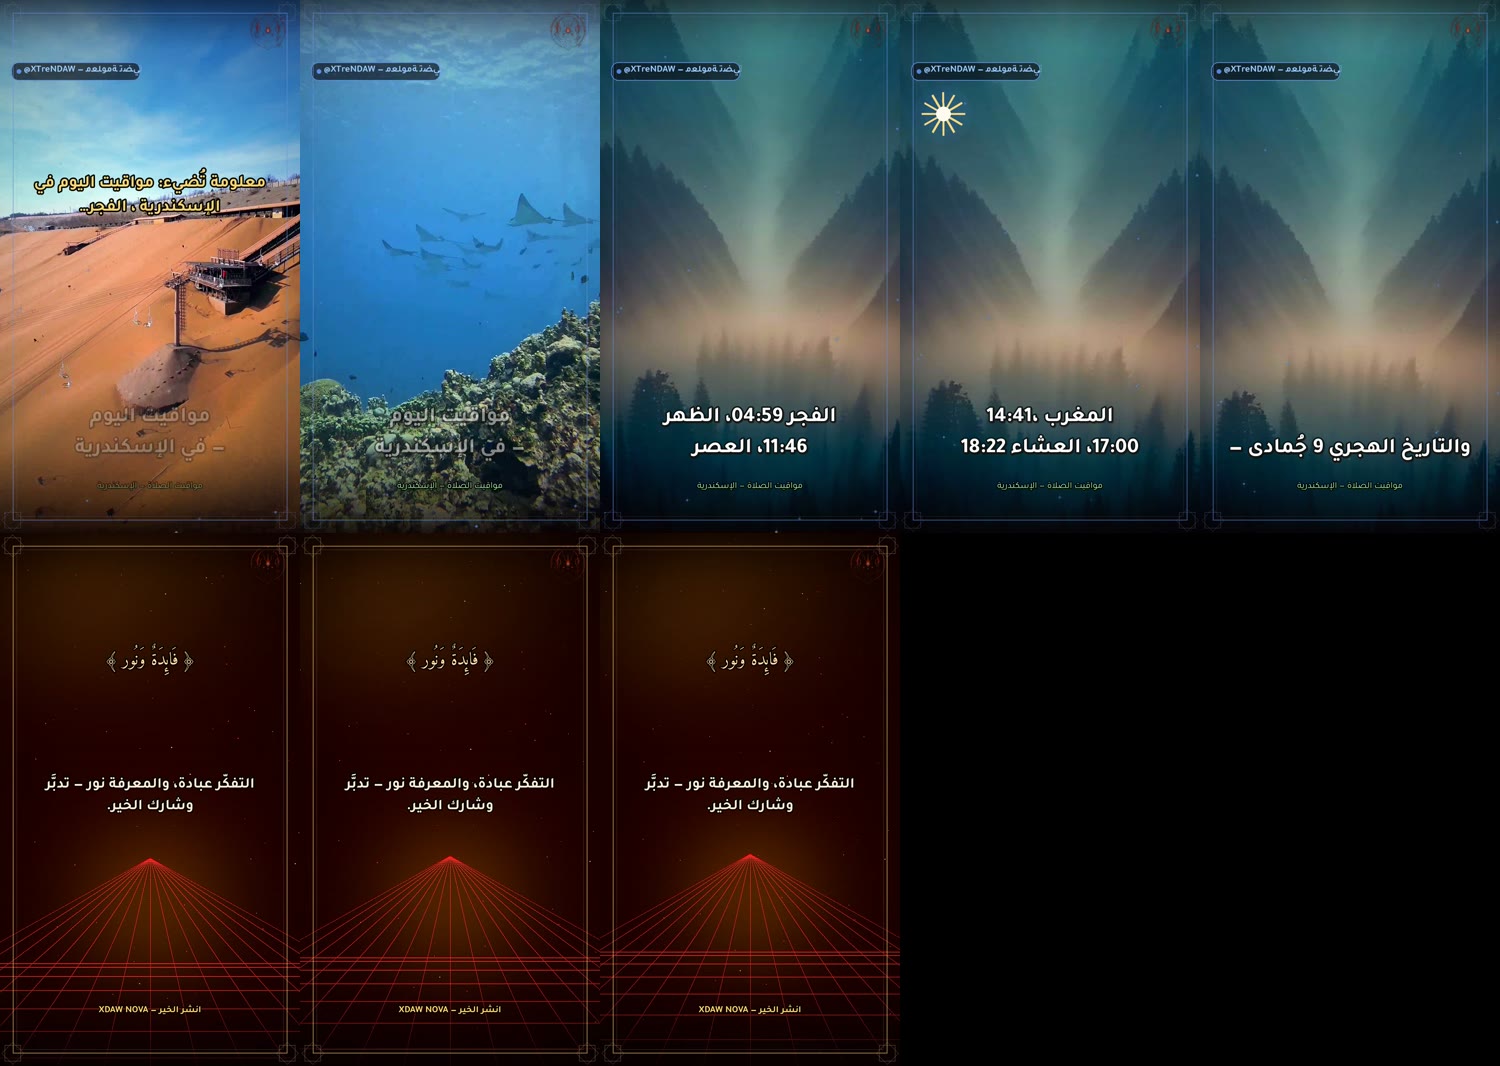 @XTreNDAW –
معلومة تُضيء: مواقيت اليوم في
الإسكندرية ، الفجر..
مواقيت اليوم
في الإسكندرية –
مواقيت الصلاة – الإسكندرية
@XTreNDAW –
مواقيت اليوم
في الإسكندرية –
مواقيت الصلاة – الإسكندرية
@XTreNDAW –
الفجر 04:59، الظهر
11:46، العصر
مواقيت الصلاة – الإسكندرية
@XTreNDAW –
المغرب ،14:41
17:00، العشاء 18:22
مواقيت الصلاة – الإسكندرية
@XTreNDAW –
والتاريخ الهجري 9 جُمادى –
مواقيت الصلاة – الإسكندرية
﴿ فَائِدَةٌ وَنُور ﴾
التفكّر عبادة، والمعرفة نور – تدبَّر
وشارك الخير.
انشر الخير – XDAW NOVA
﴿ فَائِدَةٌ وَنُور ﴾
التفكّر عبادة، والمعرفة نور – تدبَّر
وشارك الخير.
انشر الخير – XDAW NOVA
﴿ فَائِدَةٌ وَنُور ﴾
التفكّر عبادة، والمعرفة نور – تدبَّر
وشارك الخير.
انشر الخير – XDAW NOVA